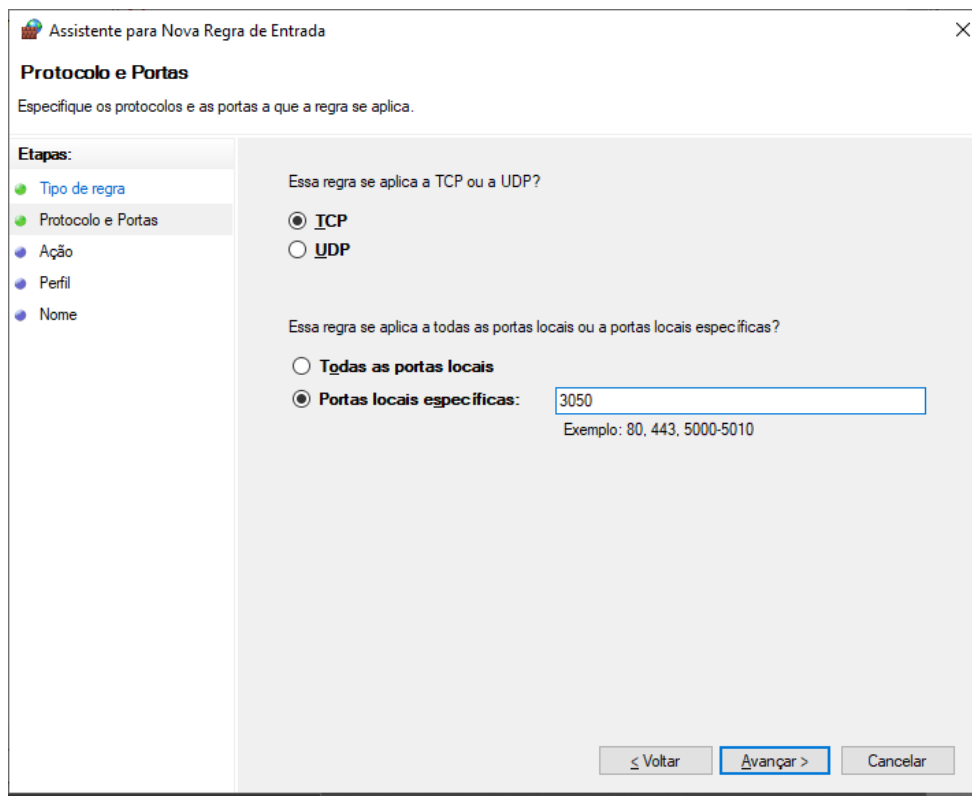 Assistente para Nova Regra de Entrada
Protocolo e Portas
Especifique os protocolos e as portas a que a regra se aplica.
Etapas:
Tipo de regra
Protocolo e Portas
Ação
Perfil
Nome
Essa regra se aplica a TCP ou a UDP?
TCP
UDP
Essa regra se aplica a todas as portas locais ou a portas locais específicas?
Todas as portas locais
Portas locais específicas: 3050
Exemplo: 80, 443, 5000-5010
< Voltar Avançar > Cancelar